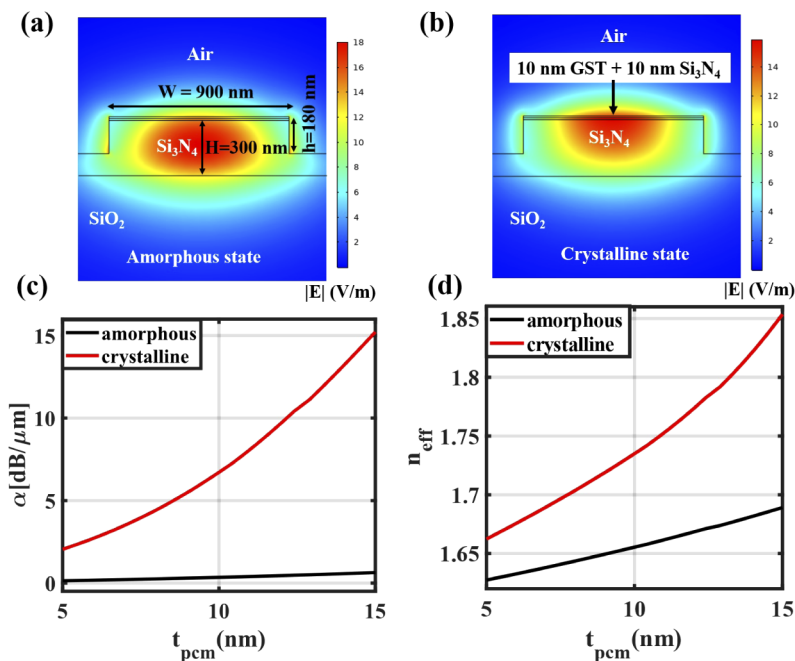 (a)
Air
W = 900 nm
Si₃N₄
H=300 nm
h=180 nm
SiO₂
Amorphous state
18
16
14
12
10
8
6
4
2
|E| (V/m)
(b)
Air
10 nm GST + 10 nm Si₃N₄
Si₃N₄
SiO₂
Crystalline state
14
12
10
8
6
4
2
|E| (V/m)
(c)
amorphous
crystalline
α[dB/μm]
15
10
5
0
5
10
15
t_pcm(nm)
(d)
amorphous
crystalline
n_eff
1.85
1.8
1.75
1.7
1.65
5
10
15
t_pcm(nm)